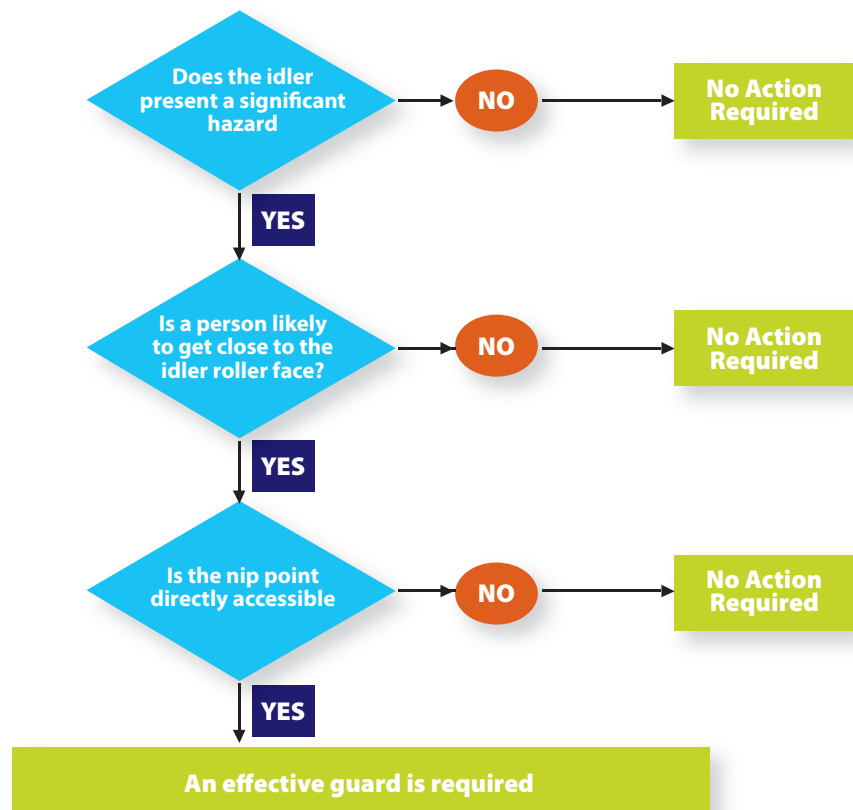 Does the idler
present a significant
hazard
NO
No Action
Required
YES
Is a person likely
to get close to the
idler roller face?
NO
No Action
Required
YES
Is the nip point
directly accessible
NO
No Action
Required
YES
An effective guard is required